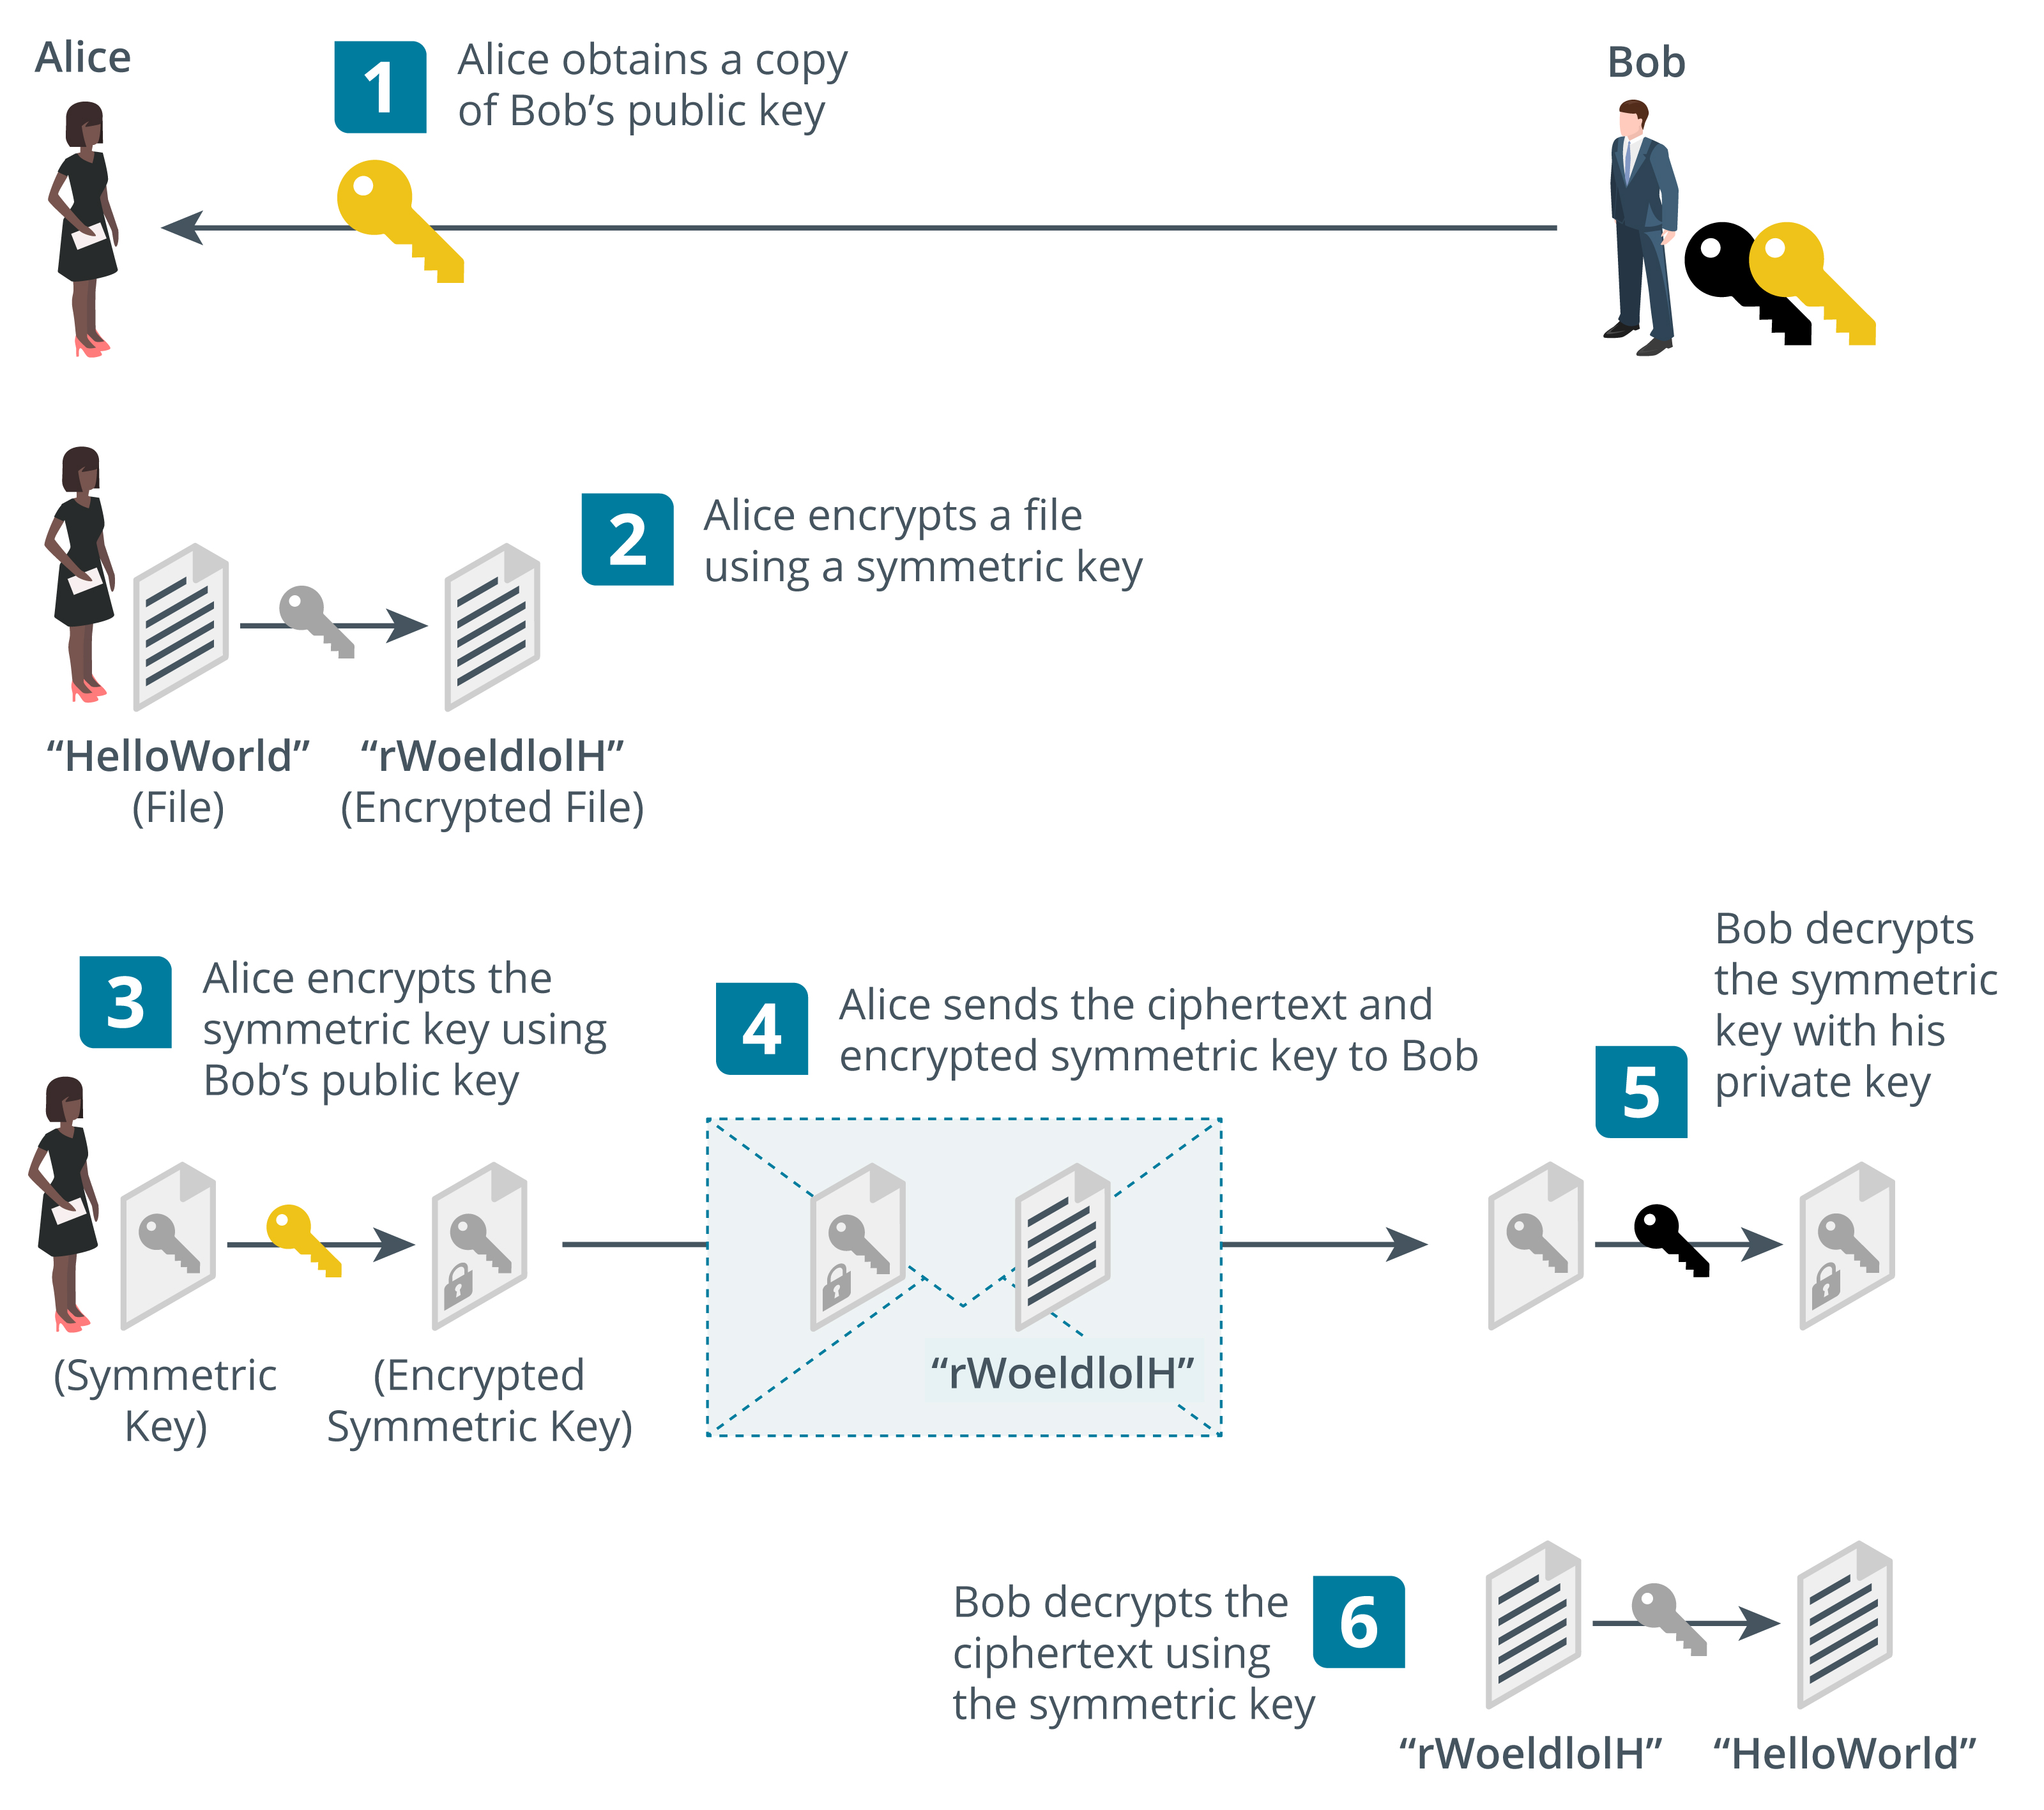 Alice
1
Alice obtains a copy
of Bob’s public key
Bob
2
Alice encrypts a file
using a symmetric key
“HelloWorld”
(File)
“rWoeldlolH”
(Encrypted File)
3
Alice encrypts the
symmetric key using
Bob’s public key
(Symmetric
Key)
(Encrypted
Symmetric Key)
4
Alice sends the ciphertext and
encrypted symmetric key to Bob
“rWoeldlolH”
5
Bob decrypts
the symmetric
key with his
private key
6
Bob decrypts the
ciphertext using
the symmetric key
“rWoeldlolH”
“HelloWorld”